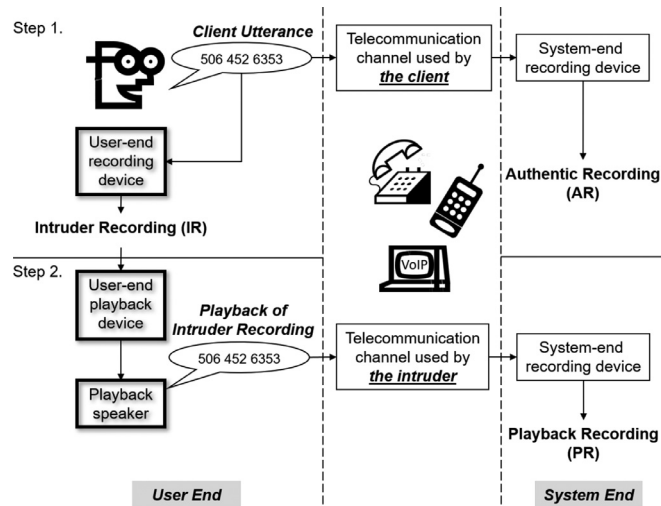 Step 1.
Client Utterance
506 452 6353
Telecommunication
channel used by
the client
System-end
recording device
User-end
recording
device
Authentic Recording
(AR)
Intruder Recording (IR)
VoIP
Step 2.
User-end
playback
device
Playback of
Intruder Recording
506 452 6353
Telecommunication
channel used by
the intruder
System-end
recording device
Playback
speaker
Playback Recording
(PR)
User End
System End